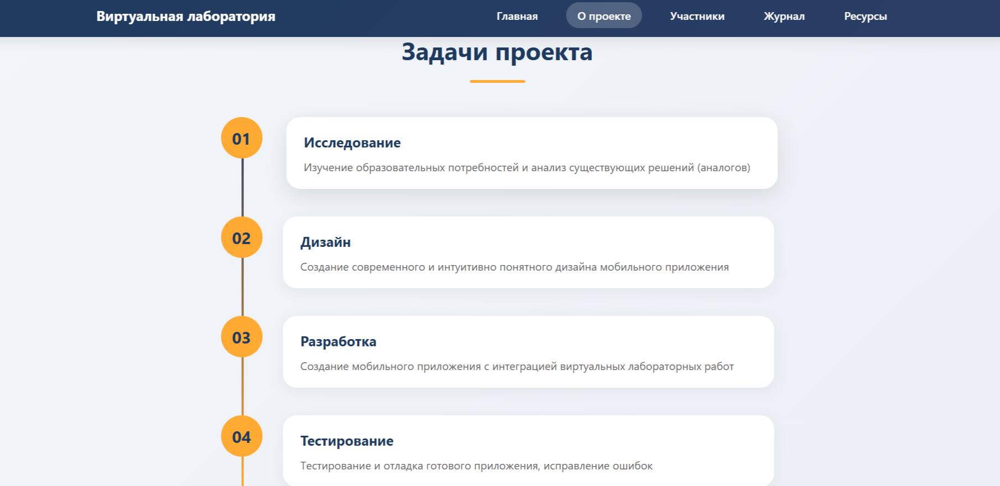 Виртуальная лаборатория
Главная
О проекте
Участники
Журнал
Ресурсы
Задачи проекта
01
Исследование
Изучение образовательных потребностей и анализ существующих решений (аналогов)
02
Дизайн
Создание современного и интуитивно понятного дизайна мобильного приложения
03
Разработка
Создание мобильного приложения с интеграцией виртуальных лабораторных работ
04
Тестирование
Тестирование и отладка готового приложения, исправление ошибок